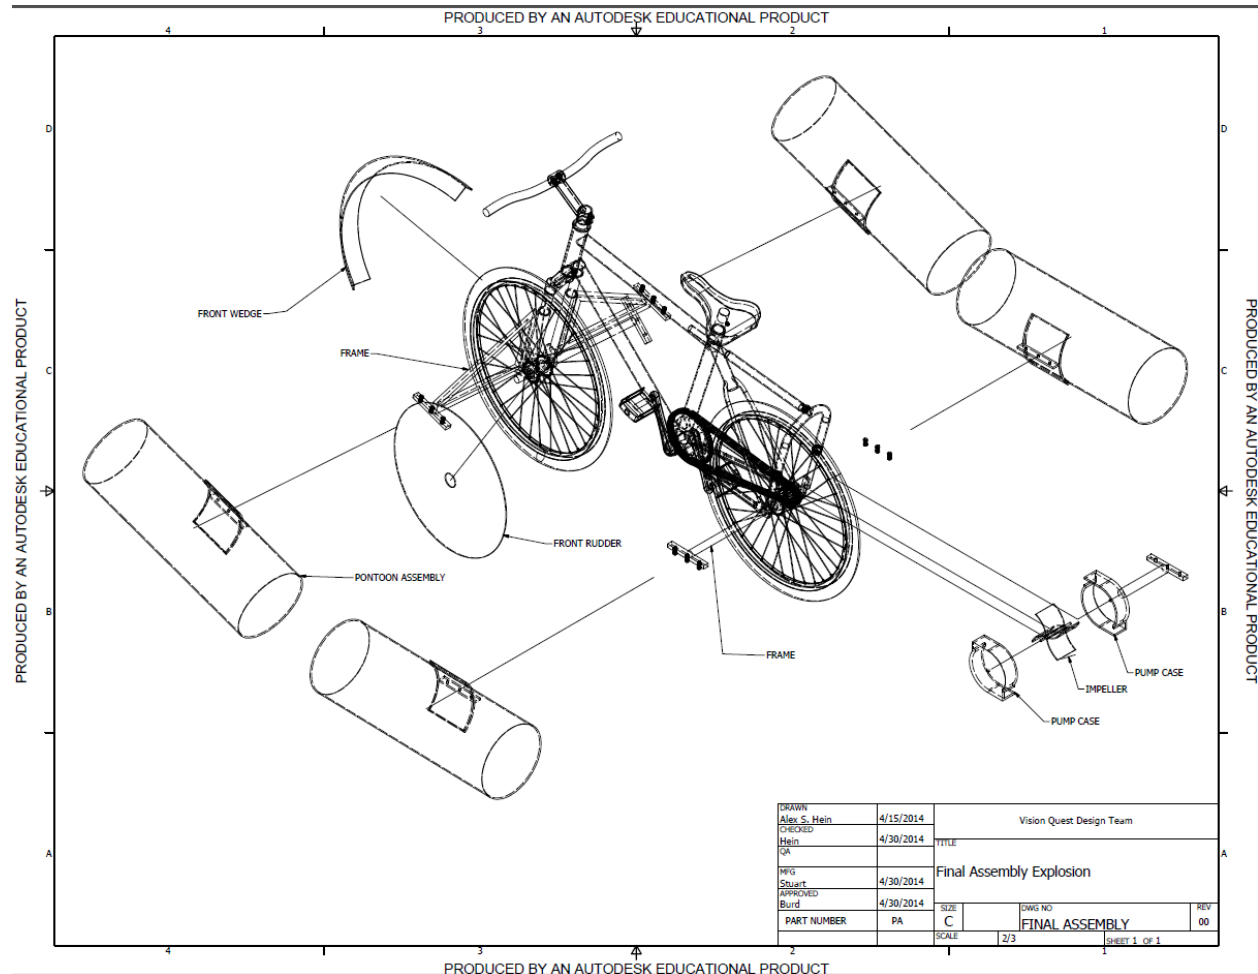 PRODUCED BY AN AUTODESK EDUCATIONAL PRODUCT
4 3 2 1
D D
C C
B B
A A
PRODUCED BY AN AUTODESK EDUCATIONAL PRODUCT
PRODUCED BY AN AUTODESK EDUCATIONAL PRODUCT
FRONT WEDGE
FRAME
FRONT RUDDER
PONTOON ASSEMBLY
FRAME
PUMP CASE
IMPELLER
PUMP CASE
DRAWN
Alex S. Hein 4/15/2014
CHECKED
Hein 4/30/2014
QA
MFG
Stuart 4/30/2014
APPROVED
Burd 4/30/2014
PART NUMBER PA
Vision Quest Design Team
TITLE
Final Assembly Explosion
SIZE
C
DWG NO
FINAL ASSEMBLY
REV
00
SCALE 2/3
SHEET 1 OF 1
4 3 2 1
PRODUCED BY AN AUTODESK EDUCATIONAL PRODUCT